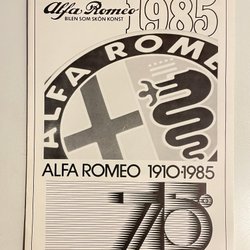 Alfa Romeo 1985
BILEN SOM SKÖN KONST
ALFA ROMEO
ALFA ROMEO 1910-1985
75